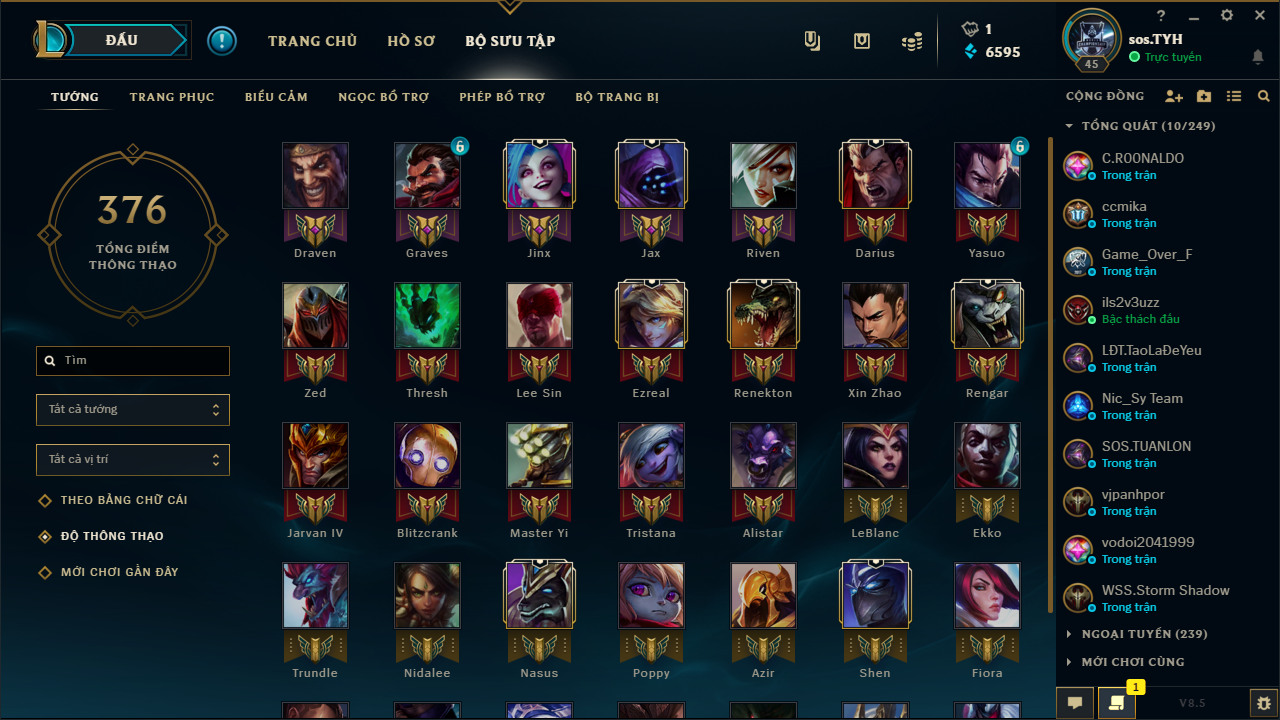 ĐẤU
!
TRANG CHỦ
HỒ SƠ
BỘ SƯU TẬP
1
6595
?
sos.TYH
45
Trực tuyến
TƯỚNG
TRANG PHỤC
BIỂU CẢM
NGỌC BỔ TRỢ
PHÉP BỔ TRỢ
BỘ TRANG BỊ
CỘNG ĐỒNG
376
TỔNG ĐIỂM
THÔNG THẠO
Tìm
Tất cả tướng
Tất cả vị trí
THEO BẢNG CHỮ CÁI
ĐỘ THÔNG THẠO
MỚI CHƠI GẦN ĐÂY
6
6
Draven
Graves
Jinx
Jax
Riven
Darius
Yasuo
Zed
Thresh
Lee Sin
Ezreal
Renekton
Xin Zhao
Rengar
Jarvan IV
Blitzcrank
Master Yi
Tristana
Alistar
LeBlanc
Ekko
Trundle
Nidalee
Nasus
Poppy
Azir
Shen
Fiora
TỔNG QUÁT (10/249)
C.R00NALDO
Trong trận
ccmika
Trong trận
Game_Over_F
Trong trận
ils2v3uzz
Bậc thách đấu
LĐT.TaoLaĐeYeu
Trong trận
Nic_Sy Team
Trong trận
SOS.TUANLON
Trong trận
vjpanhpor
Trong trận
vodoi2041999
Trong trận
WSS.Storm Shadow
Trong trận
NGOẠI TUYẾN (239)
MỚI CHƠI CÙNG
1
V8.5